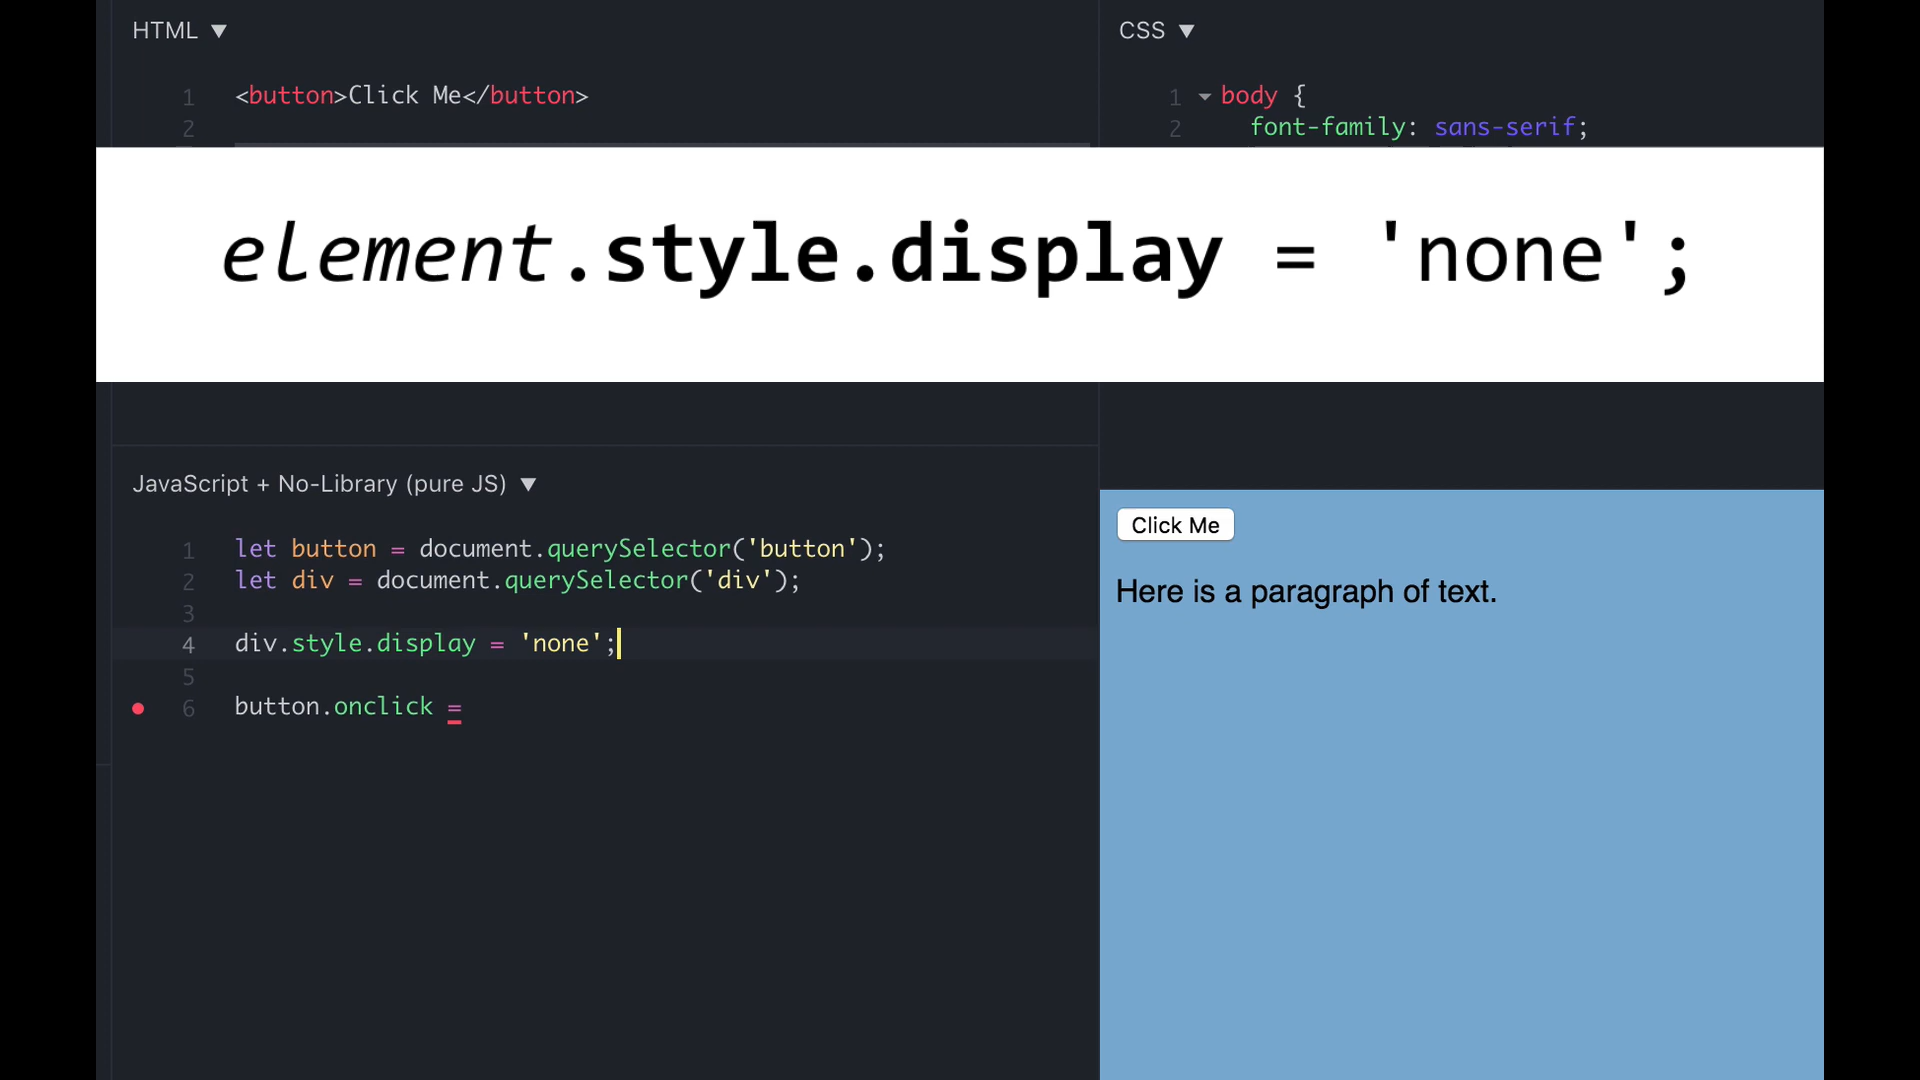 HTML ▼
1 <button>Click Me</button>
2
CSS ▼
1 body {
2 font-family: sans-serif;
element.style.display = 'none';
JavaScript + No-Library (pure JS) ▼
1 let button = document.querySelector('button');
2 let div = document.querySelector('div');
3
4 div.style.display = 'none';
5
6 button.onclick =
Click Me
Here is a paragraph of text.